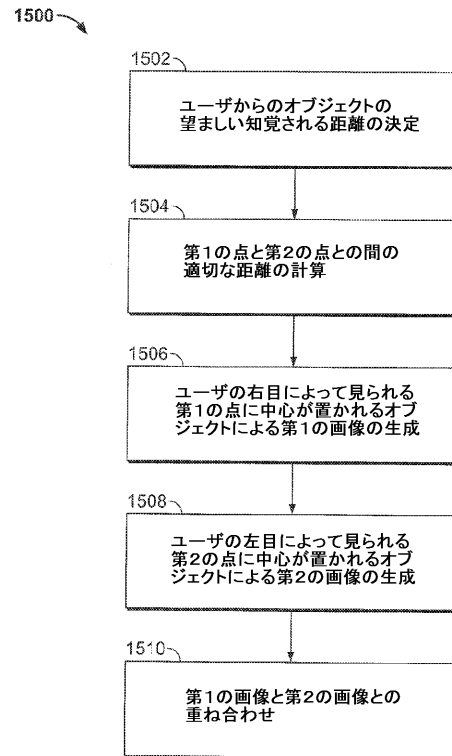 1500
1502
ユーザからのオブジェクトの
望ましい知覚される距離の決定
1504
第1の点と第2の点との間の
適切な距離の計算
1506
ユーザの右目によって見られる
第1の点に中心が置かれるオブ
ジェクトによる第1の画像の生成
1508
ユーザの左目によって見られる
第2の点に中心が置かれるオブ
ジェクトによる第2の画像の生成
1510
第1の画像と第2の画像との
重ね合わせ